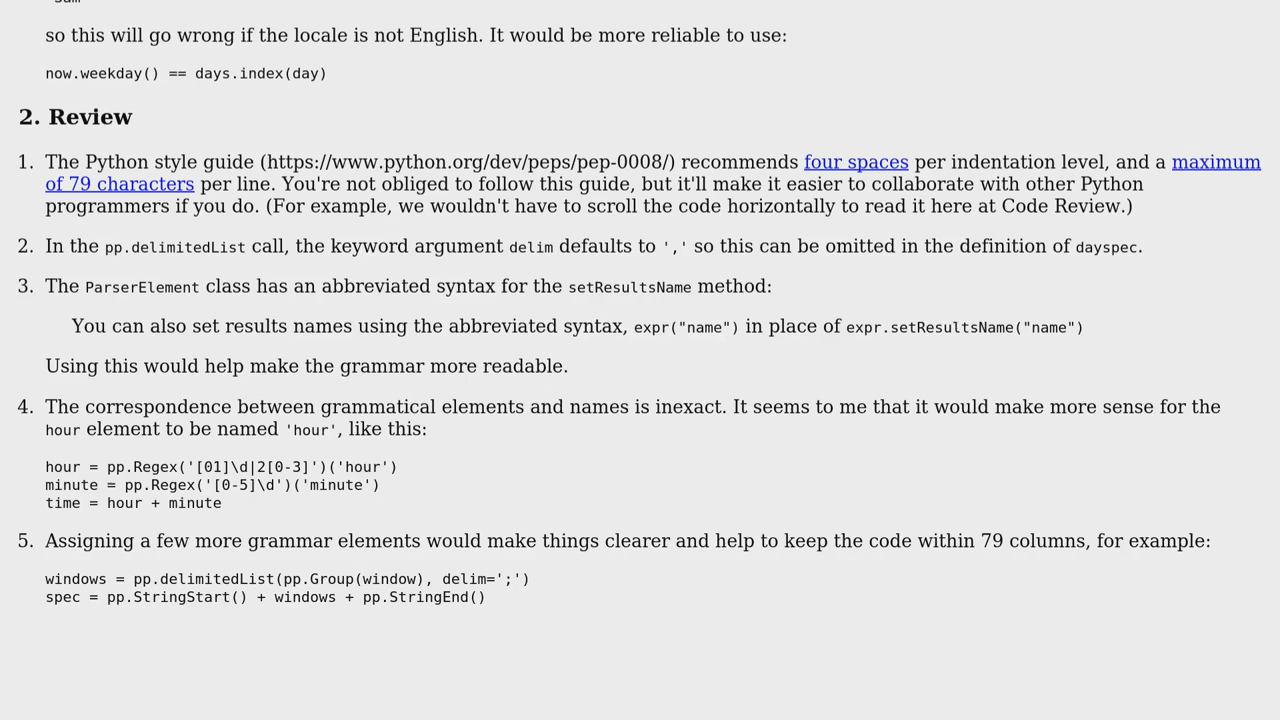 so this will go wrong if the locale is not English. It would be more reliable to use:
now.weekday() == days.index(day)
2. Review
1. The Python style guide (https://www.python.org/dev/peps/pep-0008/) recommends four spaces per indentation level, and a maximum
of 79 characters per line. You're not obliged to follow this guide, but it'll make it easier to collaborate with other Python
programmers if you do. (For example, we wouldn't have to scroll the code horizontally to read it here at Code Review.)
2. In the pp.delimitedList call, the keyword argument delim defaults to ',' so this can be omitted in the definition of dayspec.
3. The ParserElement class has an abbreviated syntax for the setResultsName method:
You can also set results names using the abbreviated syntax, expr("name") in place of expr.setResultsName("name")
Using this would help make the grammar more readable.
4. The correspondence between grammatical elements and names is inexact. It seems to me that it would make more sense for the
hour element to be named 'hour', like this:
hour = pp.Regex('[01]\d|2[0-3]')('hour')
minute = pp.Regex('[0-5]\d')('minute')
time = hour + minute
5. Assigning a few more grammar elements would make things clearer and help to keep the code within 79 columns, for example:
windows = pp.delimitedList(pp.Group(window), delim=';')
spec = pp.StringStart() + windows + pp.StringEnd()